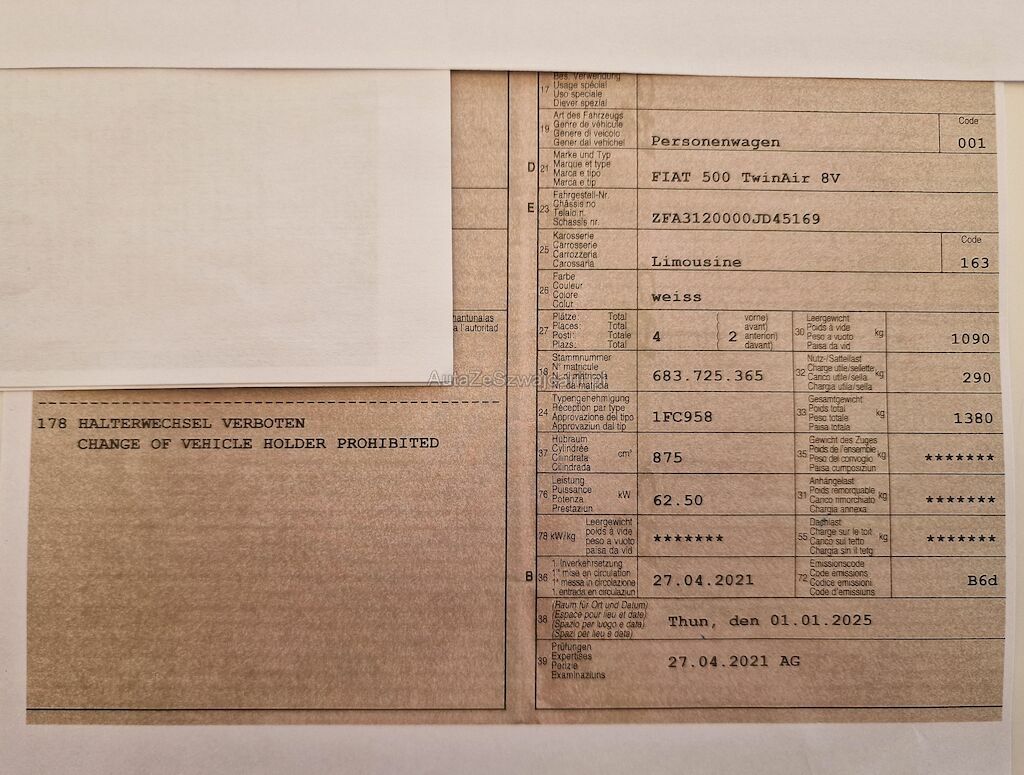 hantunalas
a l'autoritad
178 HALTERWECHSEL VERBOTEN
CHANGE OF VEHICLE HOLDER PROHIBITED
17 Bes. Verwendung
Usage spécial
Uso speciale
Diever spezial
19 Art des Fahrzeugs
Genre de véhicule
Genere di veicolo
Gener dal vehichel
Personenwagen
Code
001
D 21 Marke und Typ
Marque et type
Marca e tipo
Marca e tip
FIAT 500 TwinAir 8V
E 23 Fahrgestell-Nr.
Châssis no
Telaio n.
Schassis nr.
ZFA3120000JD45169
25 Karosserie
Carrosserie
Carrozzeria
Carossaria
Limousine
Code
163
26 Farbe
Couleur
Colore
Colur
weiss
27 Plätze: Total
Places: Total
Posti: Totale
Plazs: Total
4 ( 2 vorne)
avant)
anteriori)
davant)
30 Leergewicht
Poids à vide
Peso a vuoto
Paisa da vid
kg
1090
18 Stammnummer
N° matricule
N. di matricola
Nr. da matricla
683.725.365
32 Nutz-/Sattellast
Charge utile/sellette
Carico utile/sella
Chargia utila/sella
kg
290
24 Typengenehmigung
Réception par type
Approvazione del tipo
Approvaziun dal tip
1FC958
33 Gesamtgewicht
Poids total
Peso totale
Paisa totala
kg
1380
37 Hubraum
Cylindrée
Cilindrata
Cilindrada
cm³
875
35 Gewicht des Zuges
Poids de l'ensemble
Peso del convoglio
Paisa cumposiziun
kg
*******
76 Leistung
Puissance
Potenza
Prestaziun
kW
62.50
31 Anhängelast
Poids remorquable
Carico rimorchiato
Chargia annexa
kg
*******
78 kW/kg Leergewicht
poids à vide
peso a vuoto
paisa da vid
*******
55 Dachlast
Charge sur le toit
Carico sul tetto
Chargia sin il tetg
kg
*******
B 36 1. Inverkehrsetzung
1re mise en circulation
1a messa in circolazione
1. entrada en circulaziun
27.04.2021
72 Emissionscode
Code émissions
Codice emissioni
Code d'emissiuns
B6d
38 (Raum für Ort und Datum)
(Espace pour lieu et date)
(Spazio per luogo e data)
(Spazi per lieu e data)
Thun, den 01.01.2025
39 Prüfungen
Expertises
Perizie
Examinaziuns
27.04.2021 AG